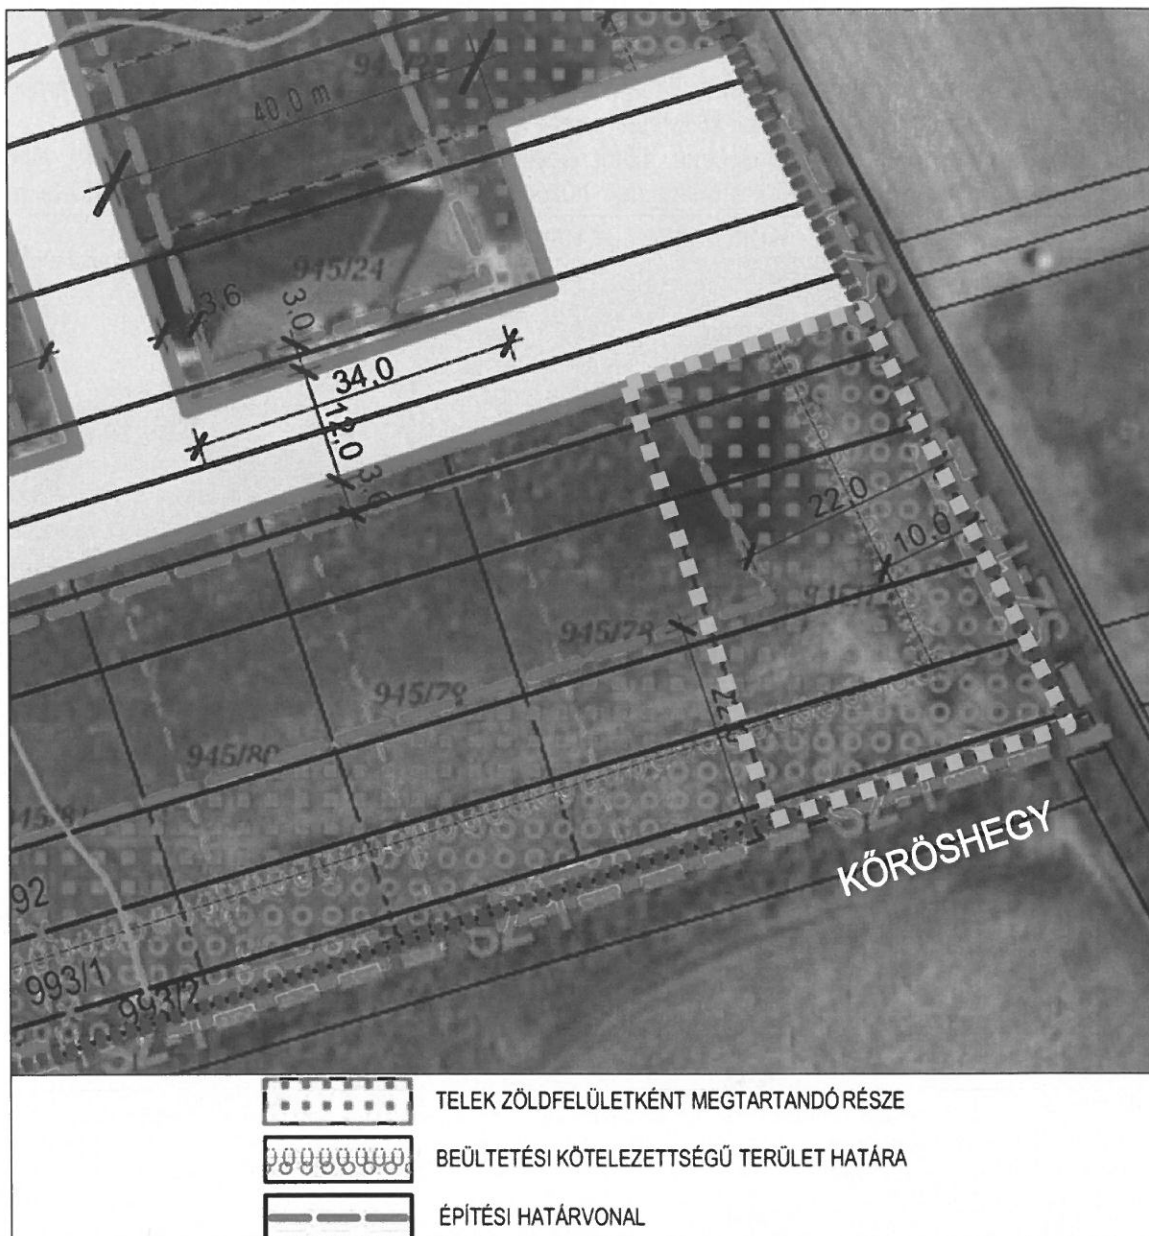 40,0 m
945/24
3,6
3,0
34,0
12,0
3,6
22,0
10,0
945/78
945/79
945/80
KŐRÖSHEGY
92
993/1
993/2
TELEK ZÖLDFELÜLETKÉNT MEGTARTANDÓ RÉSZE
BEÜLTETÉSI KÖTELEZETTSÉGŰ TERÜLET HATÁRA
ÉPÍTÉSI HATÁRVONAL